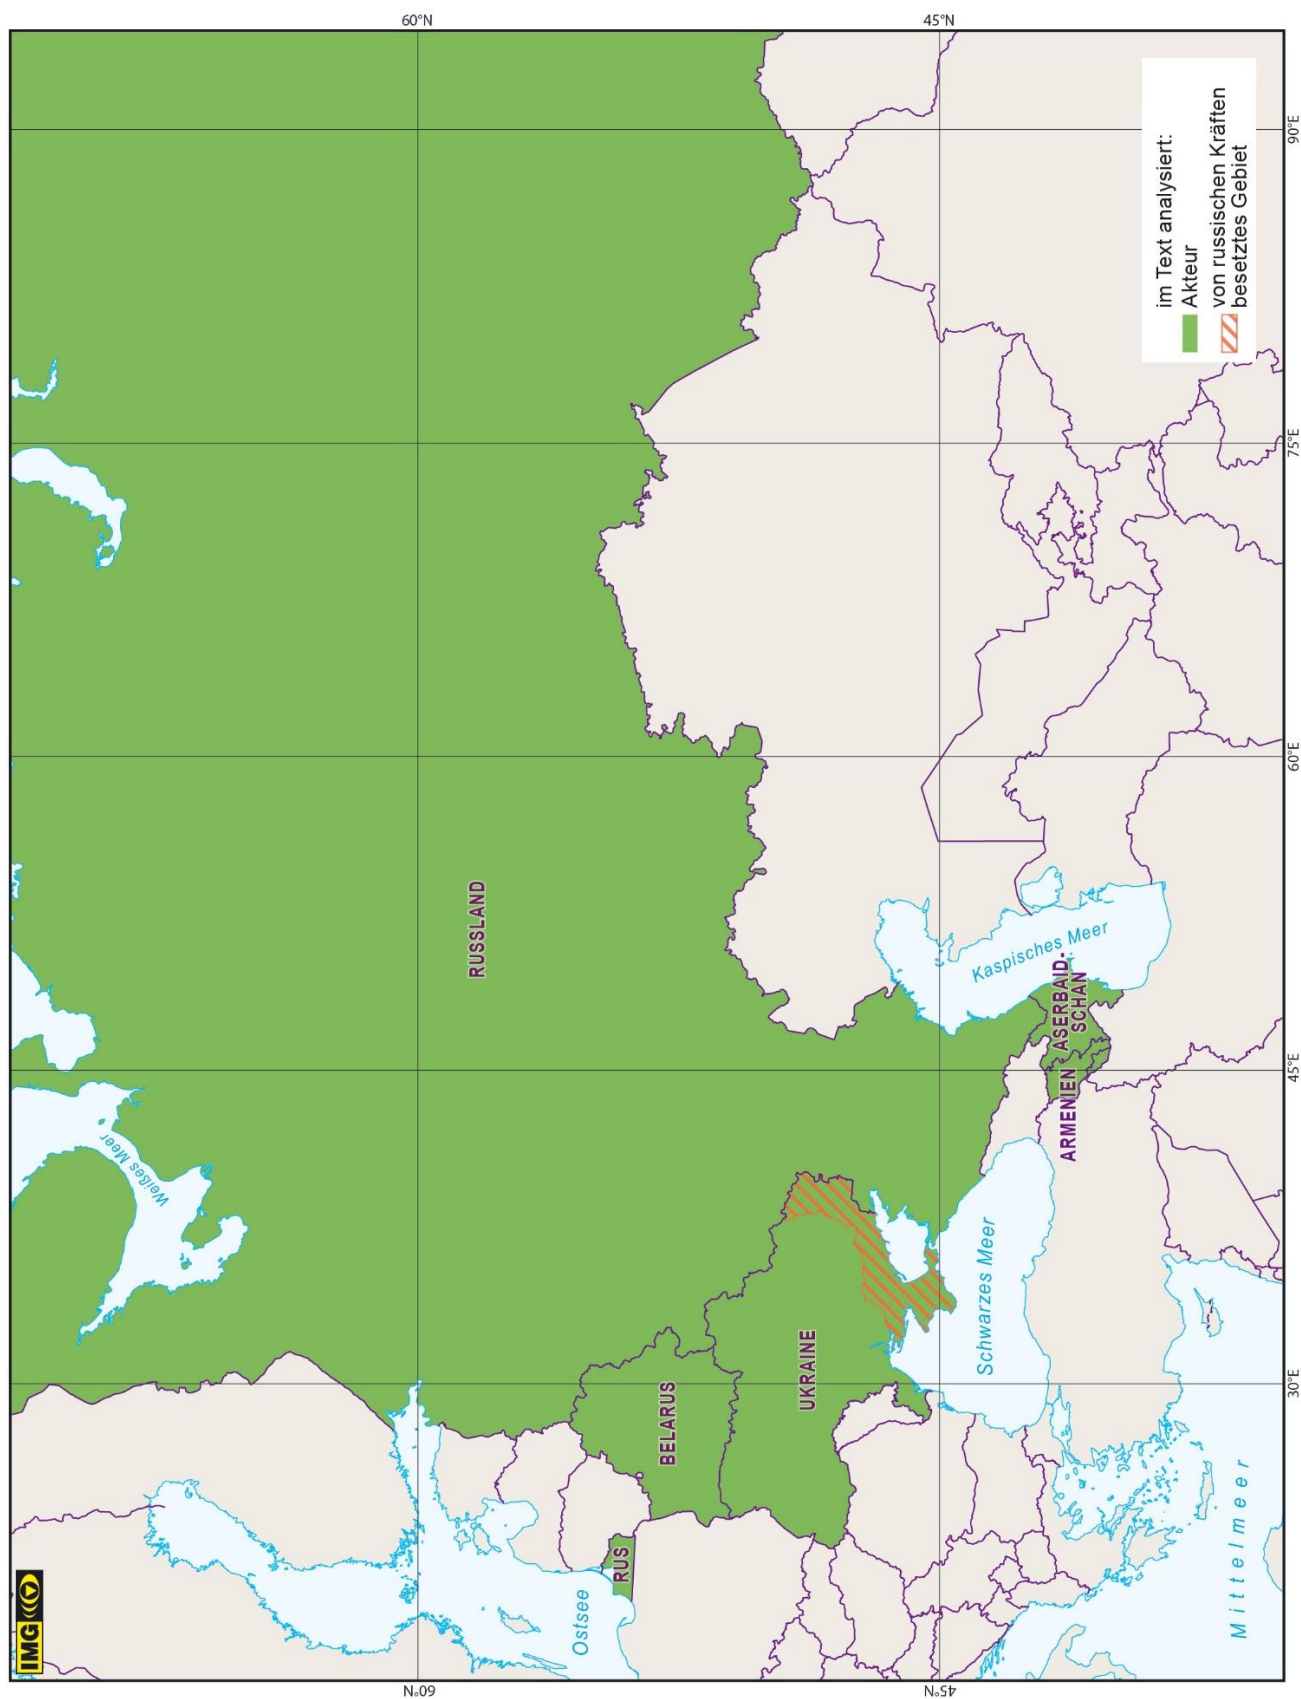 IMG
60°N
45°N
90°E
75°E
60°E
45°E
30°E
60°N
45°N
Weißes Meer
RUSSLAND
Kaspisches Meer
ASERBAID-
SCHAN
ARMENIEN
Schwarzes Meer
UKRAINE
BELARUS
RUS
Ostsee
Mittelmeer
im Text analysiert:
Akteur
von russischen Kräften
besetztes Gebiet